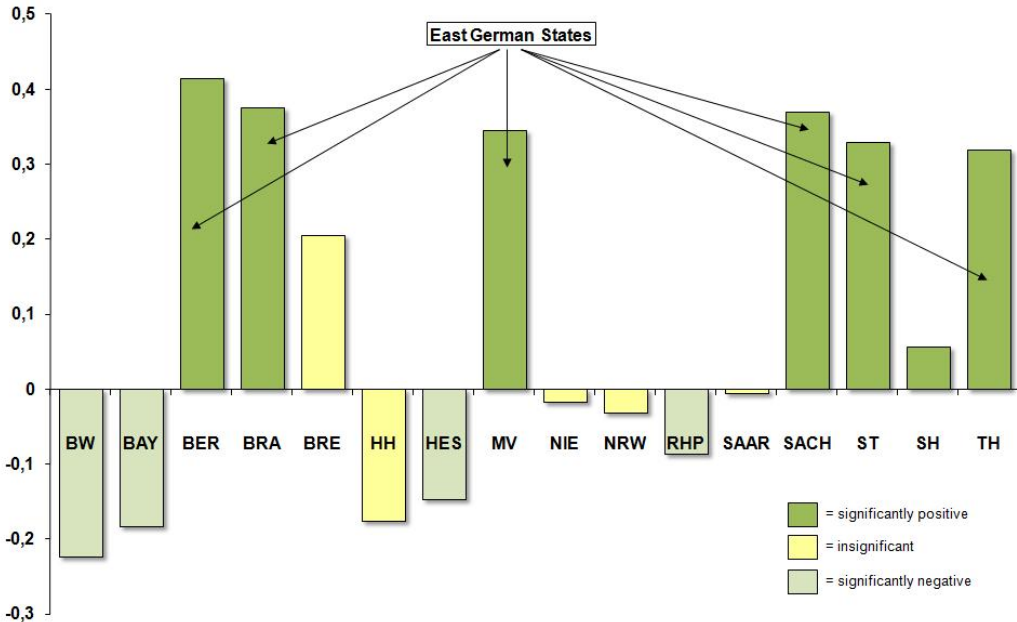 0,5
East German States
0,4
0,3
0,2
0,1
0
BW BAY BER BRA BRE HH HES MV NIE NRW RHP SAAR SACH ST SH TH
-0,1
= significantly positive
-0,2
= insignificant
= significantly negative
-0,3